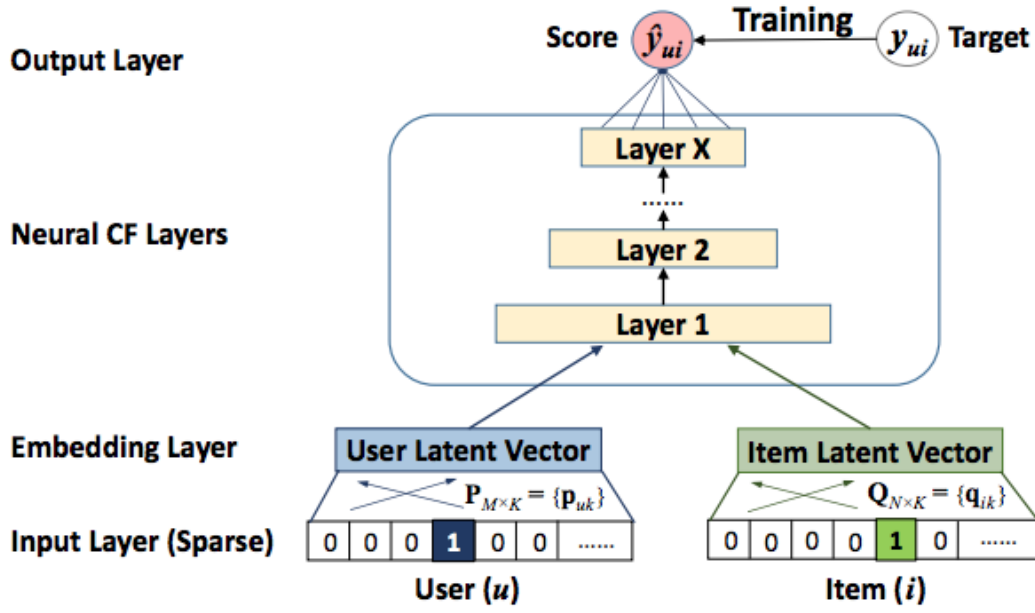 Score ŷ_ui Training y_ui Target
Output Layer
Layer X
......
Neural CF Layers
Layer 2
Layer 1
Embedding Layer
User Latent Vector
Item Latent Vector
P_M×K = {p_uk}
Q_N×K = {q_ik}
Input Layer (Sparse)
0 0 0 1 0 0 ......
0 0 0 0 1 0 ......
User (u)
Item (i)